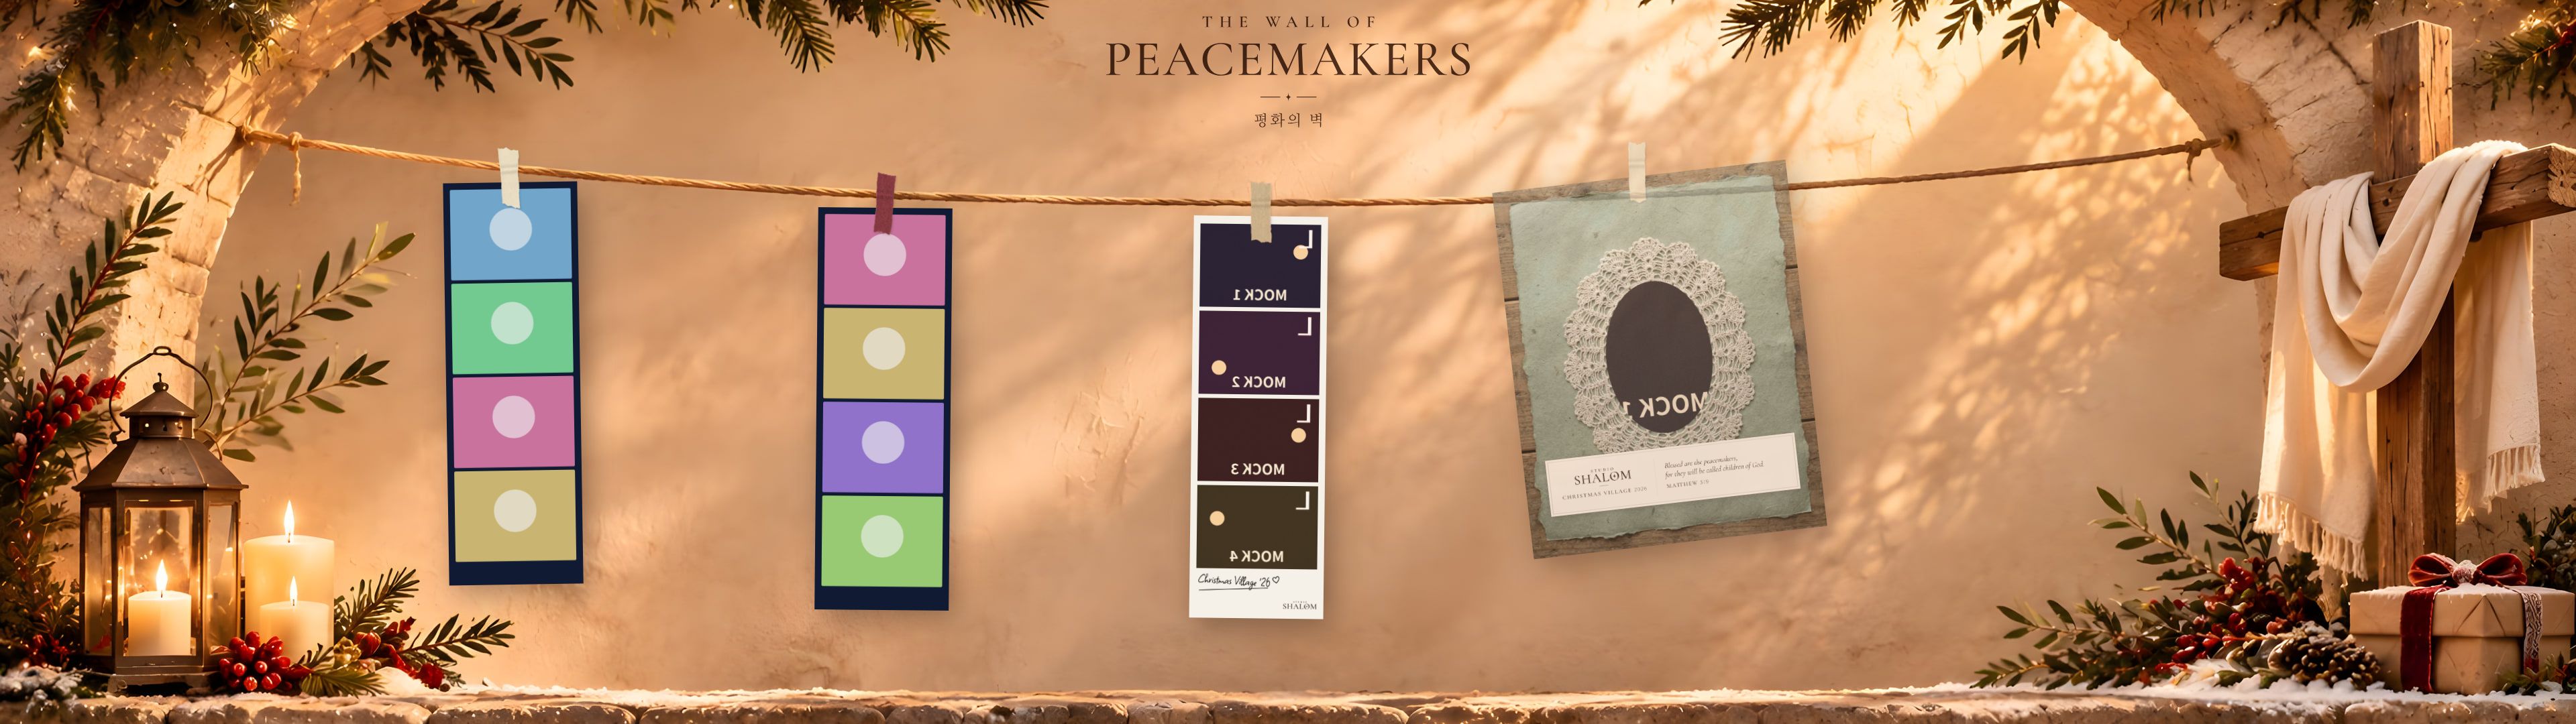 THE WALL OF
PEACEMAKERS
평화의 벽
MOCK 1
MOCK 2
MOCK 3
MOCK 4
Christmas Village '26♡
STUDIO
SHALOM
MOCK 1
STUDIO
SHALOM
CHRISTMAS VILLAGE 2026
Blessed are the peacemakers,
for they will be called children of God.
MATTHEW 5:9